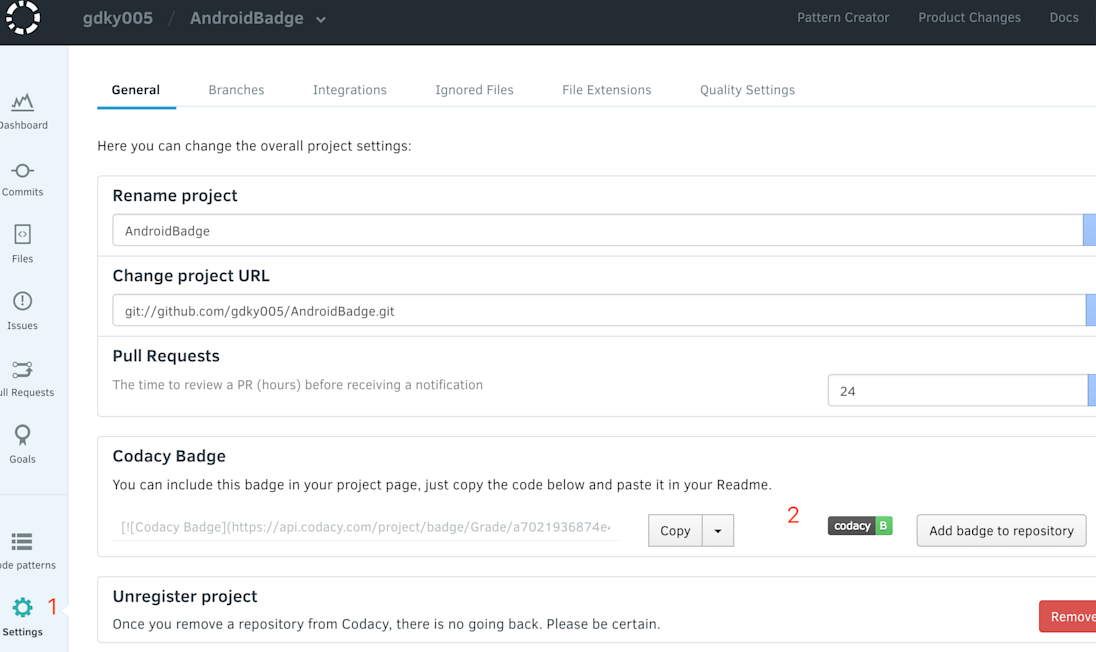 gdky005 / AndroidBadge
Pattern Creator Product Changes Docs
General Branches Integrations Ignored Files File Extensions Quality Settings
Dashboard
Commits
Files
Issues
ull Requests
Goals
ode patterns
1
Settings
Here you can change the overall project settings:
Rename project
AndroidBadge
Change project URL
git://github.com/gdky005/AndroidBadge.git
Pull Requests
The time to review a PR (hours) before receiving a notification
24
Codacy Badge
You can include this badge in your project page, just copy the code below and paste it in your Readme.
[![Codacy Badge](https://api.codacy.com/project/badge/Grade/a7021936874e4
Copy
2
codacy B
Add badge to repository
Unregister project
Once you remove a repository from Codacy, there is no going back. Please be certain.
Remove